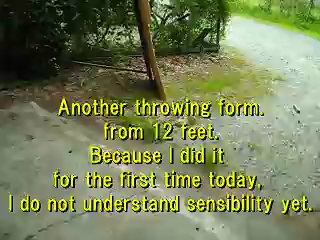 Another throwing form.
from 12 feet.
Because I did it
for the first time today,
I do not understand sensibility yet.